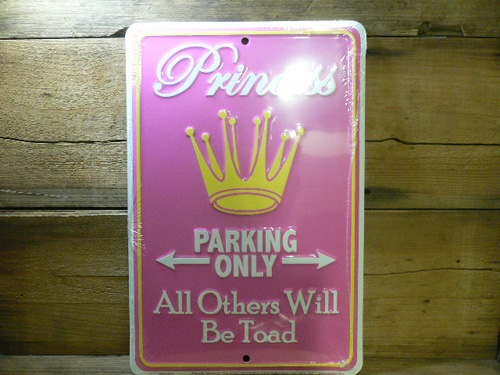 Princess
PARKING
ONLY
All Others Will
Be Toad